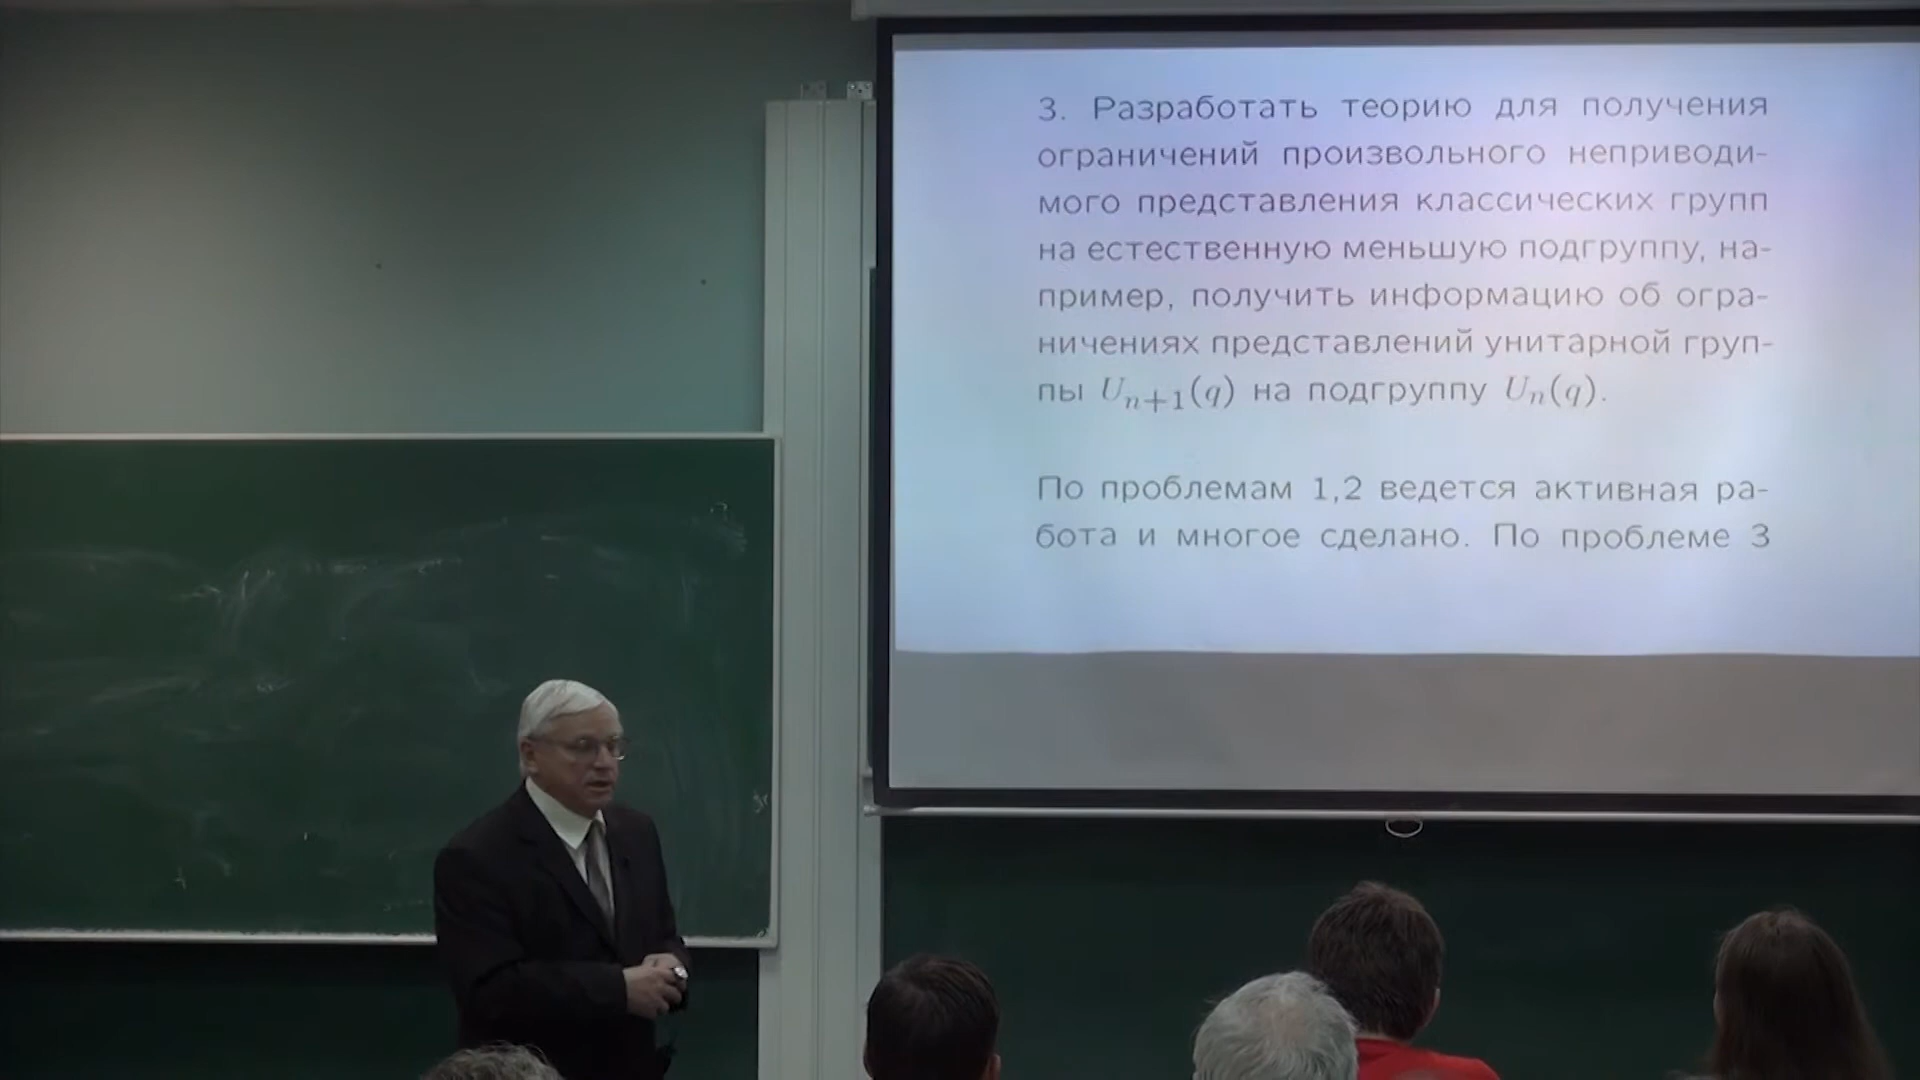 3. Разработать теорию для получения
ограничений произвольного неприводи-
мого представления классических групп
на естественную меньшую подгруппу, на-
пример, получить информацию об огра-
ничениях представлений унитарной груп-
пы U_{n+1}(q) на подгруппу U_n(q).
По проблемам 1,2 ведется активная ра-
бота и многое сделано. По проблеме 3